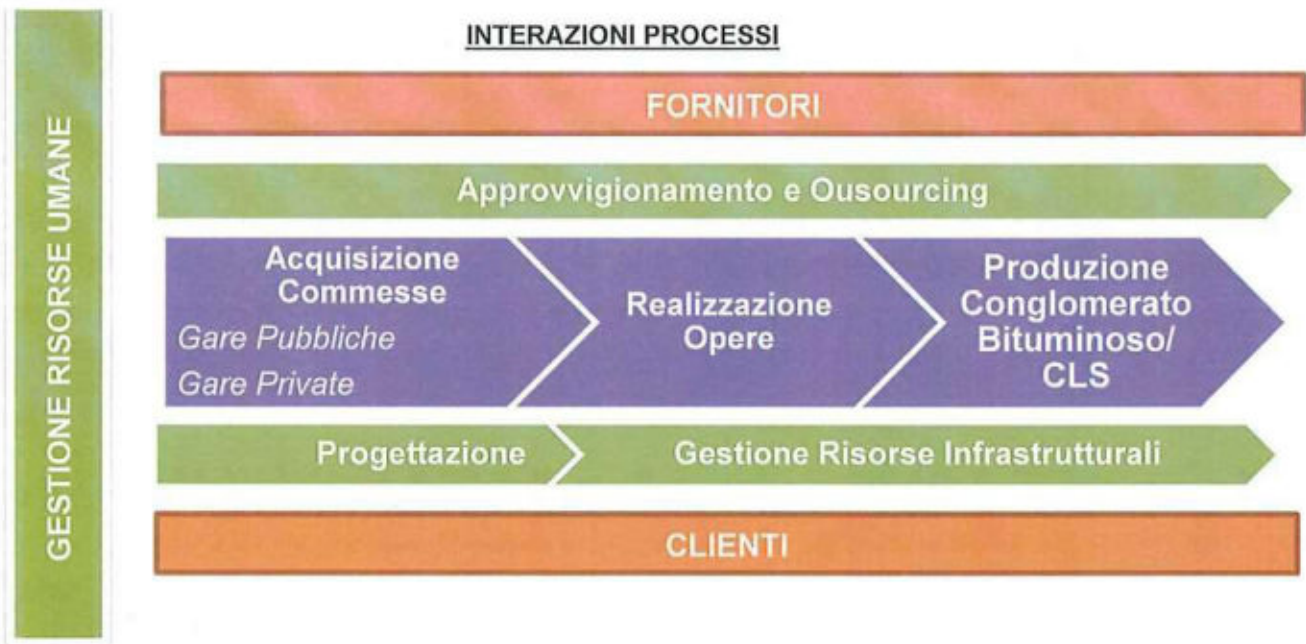 INTERAZIONI PROCESSI
GESTIONE RISORSE UMANE
FORNITORI
Approvvigionamento e Ousourcing
Acquisizione
Commesse
Gare Pubbliche
Gare Private
Realizzazione
Opere
Produzione
Conglomerato
Bituminoso/
CLS
Progettazione
Gestione Risorse Infrastrutturali
CLIENTI